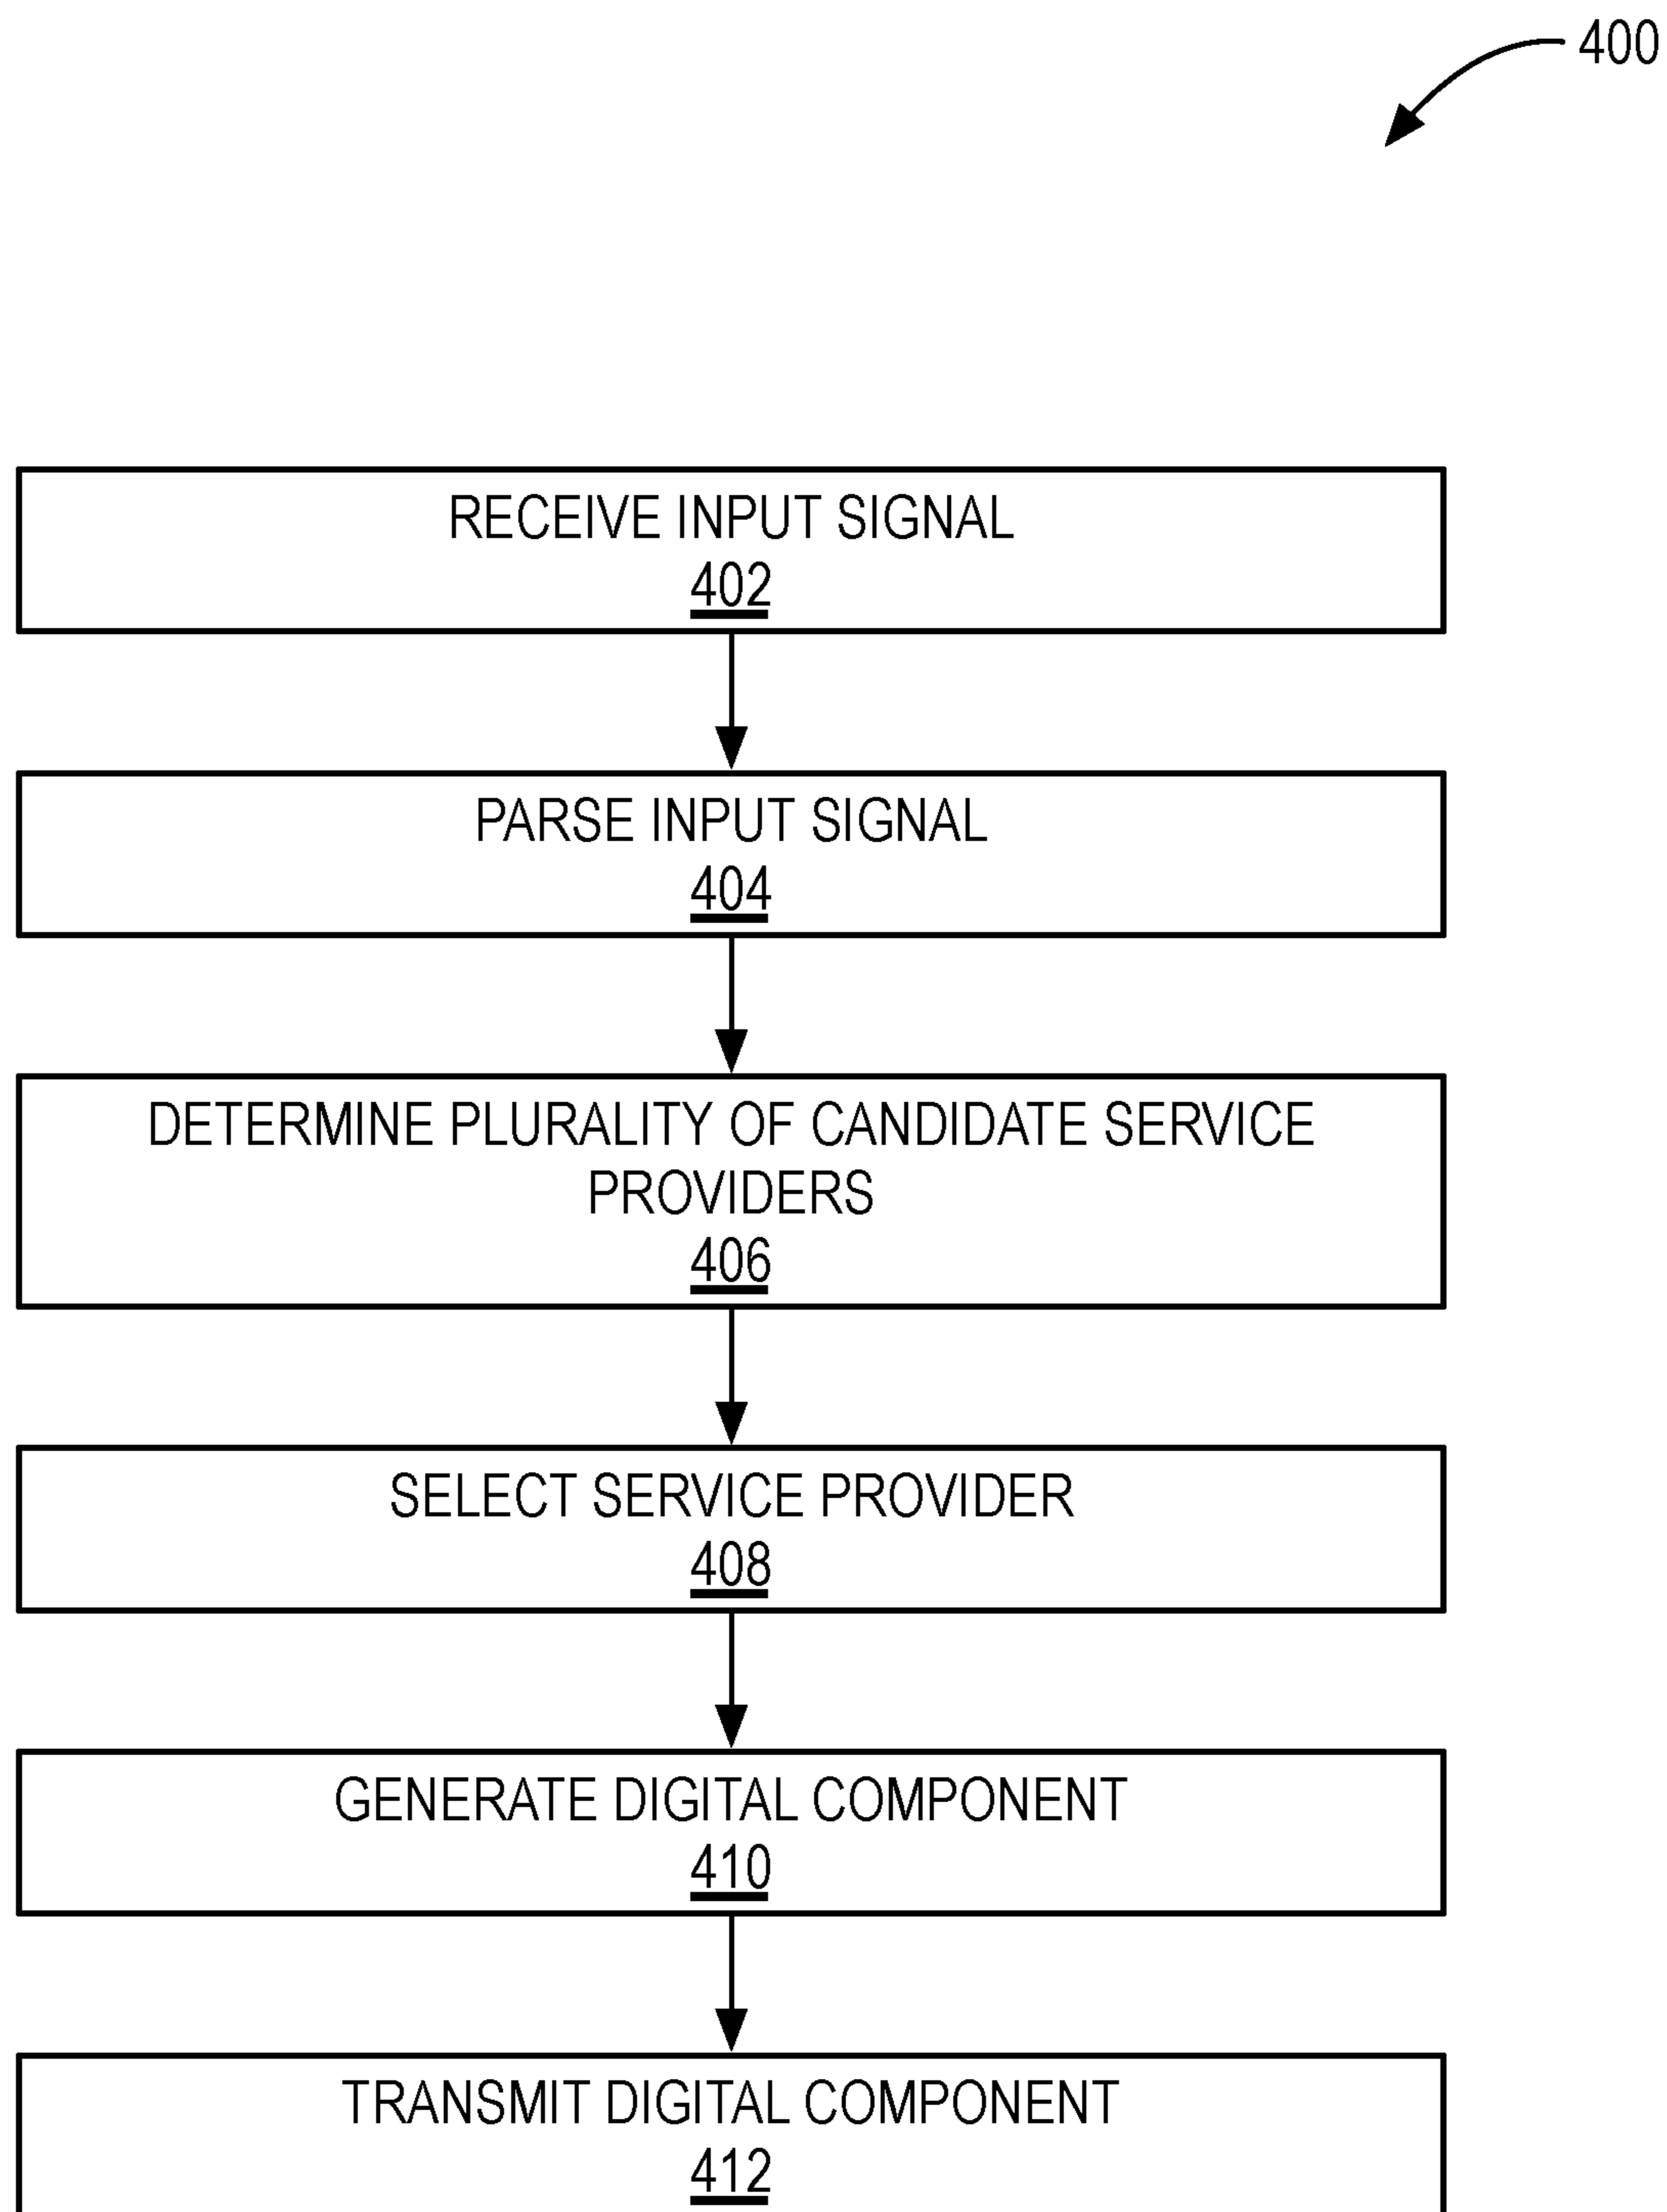 400
RECEIVE INPUT SIGNAL
402
PARSE INPUT SIGNAL
404
DETERMINE PLURALITY OF CANDIDATE SERVICE
PROVIDERS
406
SELECT SERVICE PROVIDER
408
GENERATE DIGITAL COMPONENT
410
TRANSMIT DIGITAL COMPONENT
412